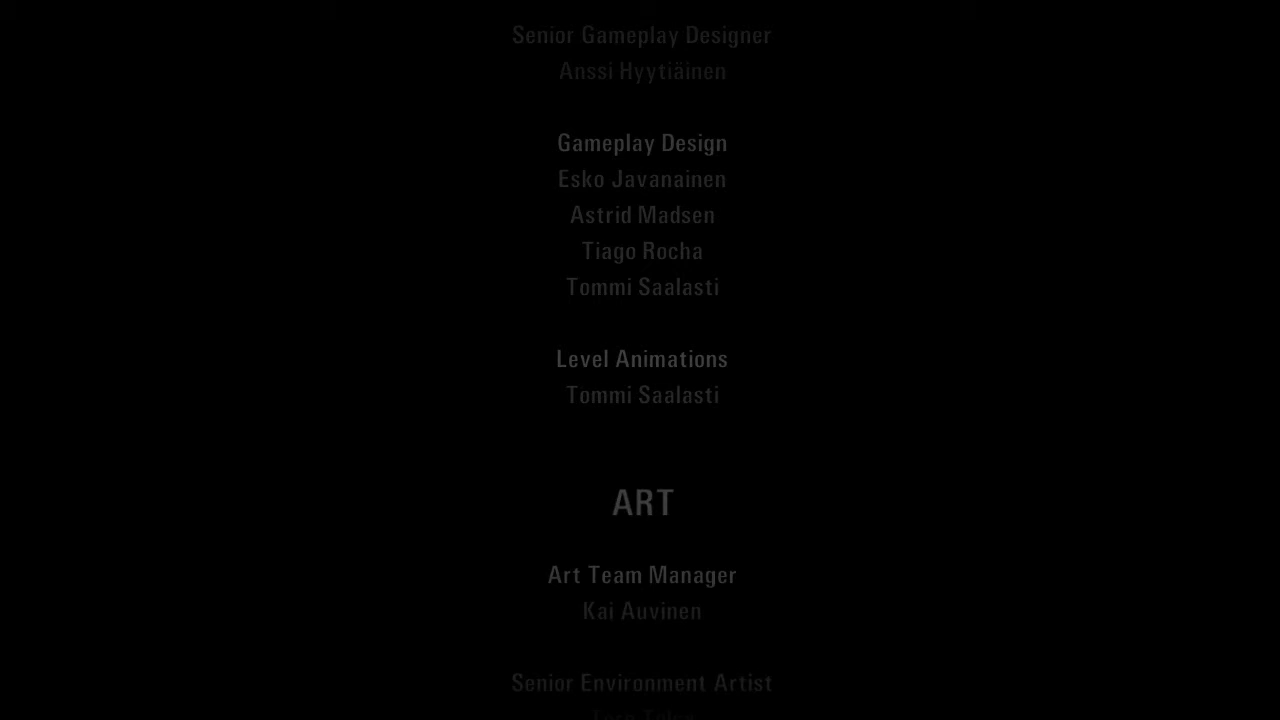 Senior Gameplay Designer
Anssi Hyytiäinen
Gameplay Design
Esko Javanainen
Astrid Madsen
Tiago Rocha
Tommi Saalasti
Level Animations
Tommi Saalasti
ART
Art Team Manager
Kai Auvinen
Senior Environment Artist